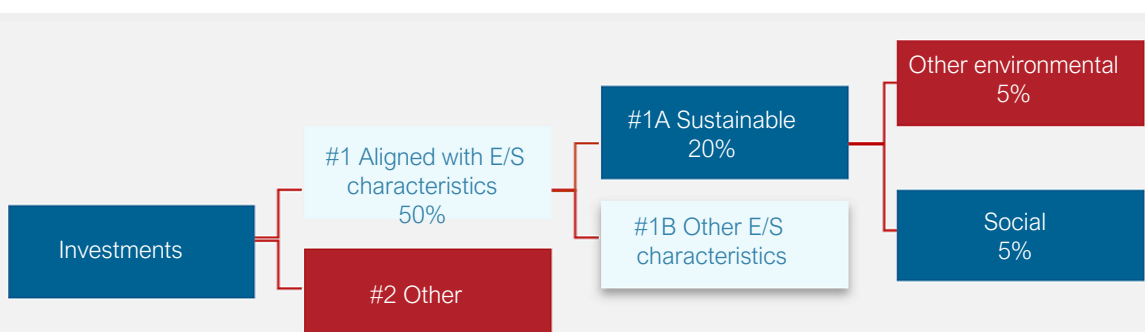 Investments
#1 Aligned with E/S
characteristics
50%
#2 Other
#1A Sustainable
20%
#1B Other E/S
characteristics
Other environmental
5%
Social
5%